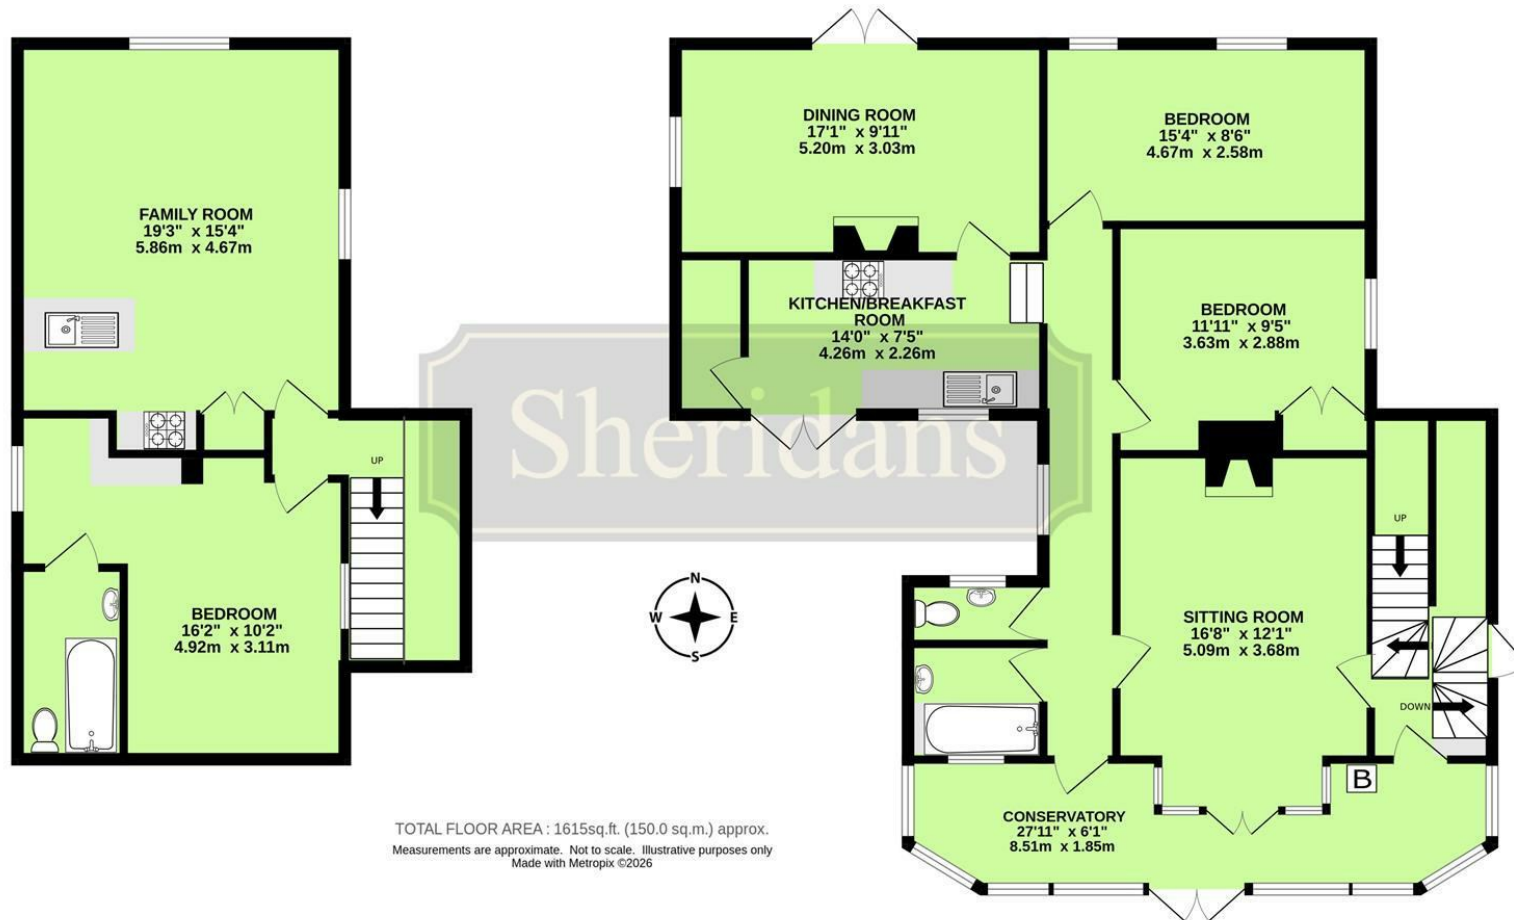 FAMILY ROOM
19'3" x 15'4"
5.86m x 4.67m
UP
BEDROOM
16'2" x 10'2"
4.92m x 3.11m
DINING ROOM
17'1" x 9'11"
5.20m x 3.03m
BEDROOM
15'4" x 8'6"
4.67m x 2.58m
KITCHEN/BREAKFAST
ROOM
14'0" x 7'5"
4.26m x 2.26m
BEDROOM
11'11" x 9'5"
3.63m x 2.88m
Sheridans
UP
SITTING ROOM
16'8" x 12'1"
5.09m x 3.68m
DOWN
N
W E
S
B
CONSERVATORY
27'11" x 6'1"
8.51m x 1.85m
TOTAL FLOOR AREA : 1615sq.ft. (150.0 sq.m.) approx.
Measurements are approximate. Not to scale. Illustrative purposes only
Made with Metropix ©2026